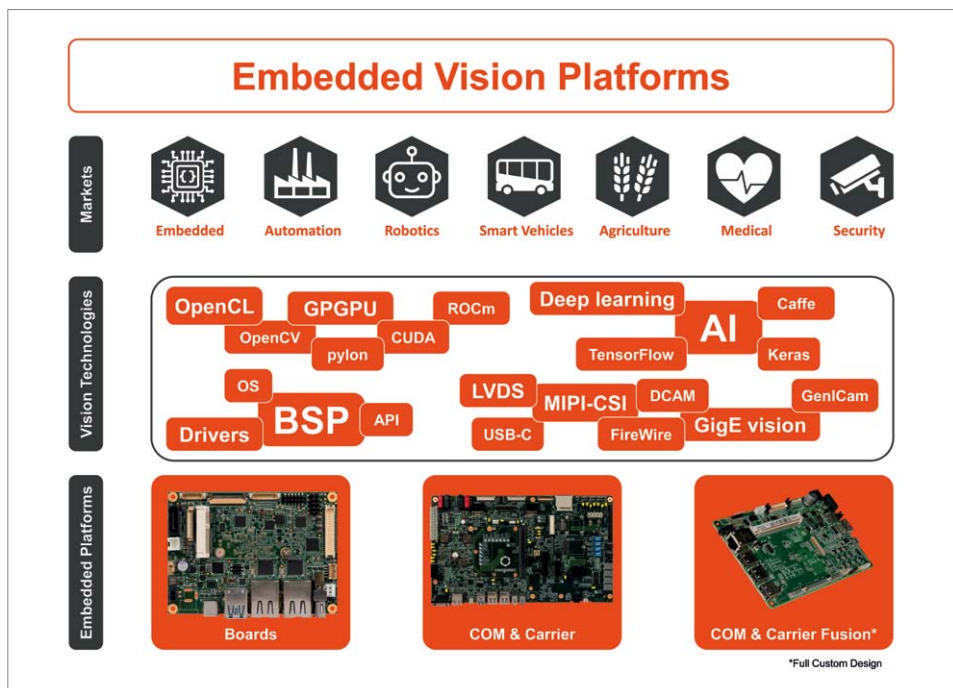 Embedded Vision Platforms
Markets
Embedded
Automation
Robotics
Smart Vehicles
Agriculture
Medical
Security
Vision Technologies
OpenCL
GPGPU
ROCm
OpenCV
CUDA
pylon
OS
BSP
API
Drivers
Deep learning
Caffe
AI
TensorFlow
Keras
LVDS
MIPI-CSI
DCAM
GenICam
USB-C
FireWire
GigE vision
Embedded Platforms
Boards
congatec
COM & Carrier
COM & Carrier Fusion*
*Full Custom Design